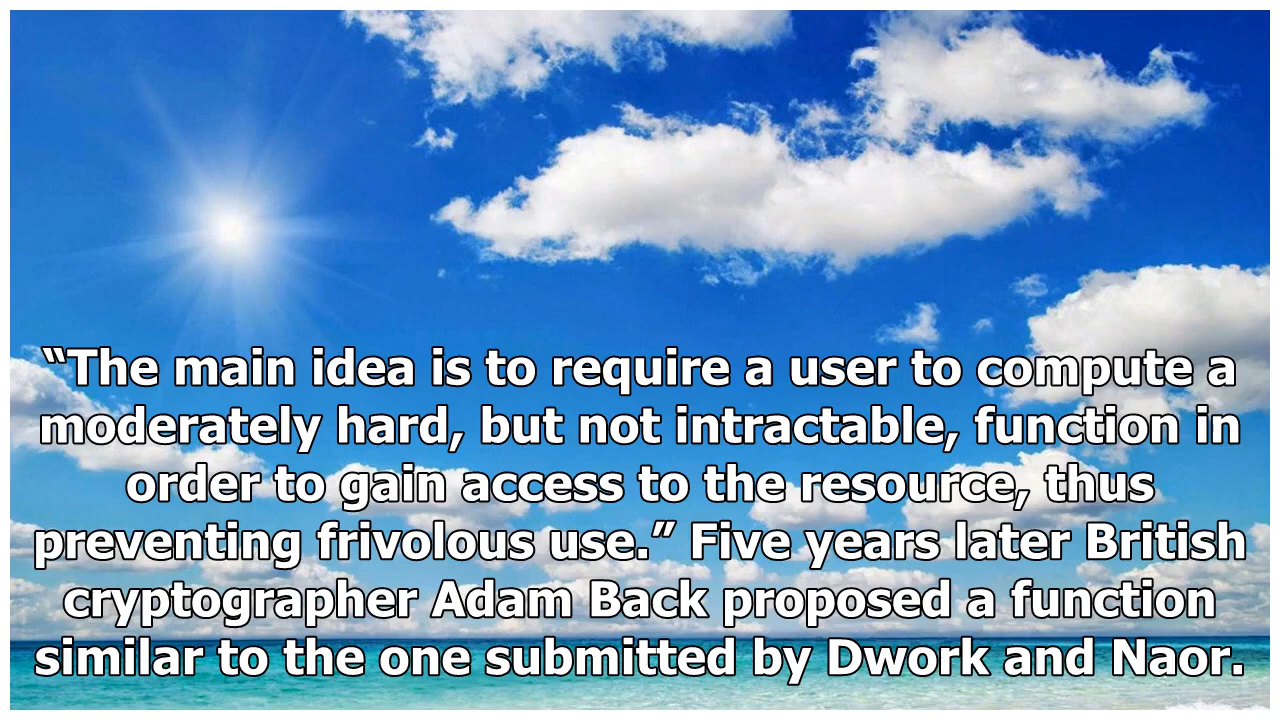 “The main idea is to require a user to compute a
moderately hard, but not intractable, function in
order to gain access to the resource, thus
preventing frivolous use.” Five years later British
cryptographer Adam Back proposed a function
similar to the one submitted by Dwork and Naor.